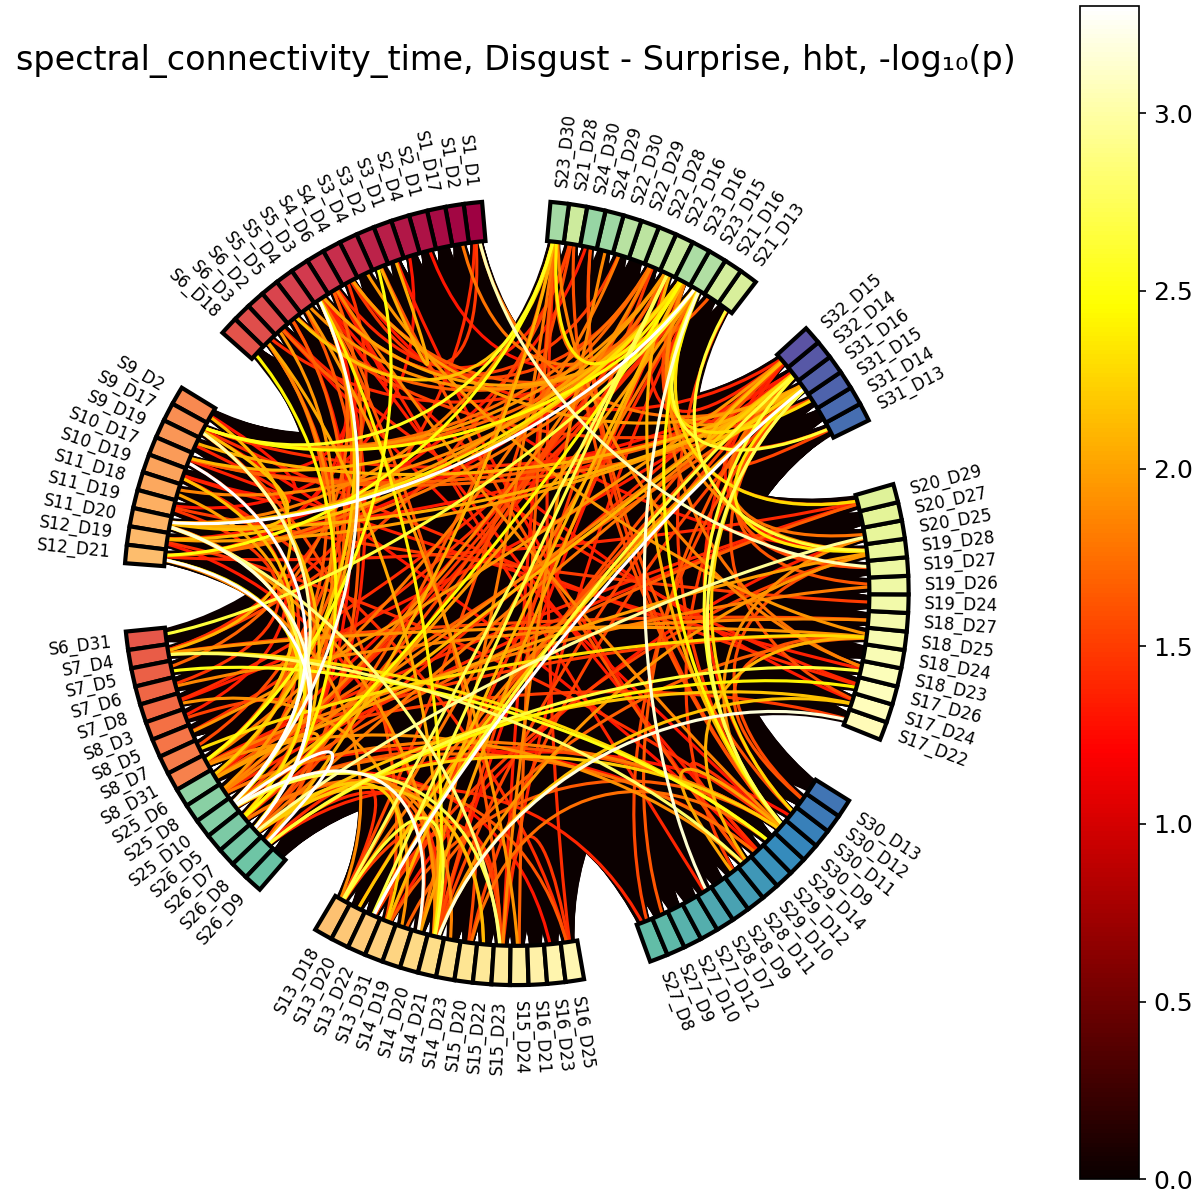 spectral_connectivity_time, Disgust - Surprise, hbt, -log₁₀(p)
S1_D1
S1_D2
S1_D17
S2_D1
S2_D4
S3_D1
S3_D2
S3_D4
S4_D4
S4_D6
S5_D3
S5_D4
S5_D5
S6_D2
S6_D3
S6_D18
S9_D2
S9_D17
S9_D19
S10_D17
S10_D19
S11_D18
S11_D19
S11_D20
S12_D19
S12_D21
S6_D31
S7_D4
S7_D5
S7_D6
S7_D8
S8_D3
S8_D5
S8_D7
S8_D31
S25_D6
S25_D8
S25_D10
S26_D5
S26_D7
S26_D8
S26_D9
S13_D18
S13_D20
S13_D22
S13_D31
S14_D19
S14_D20
S14_D21
S14_D23
S15_D20
S15_D22
S15_D23
S15_D24
S16_D21
S16_D23
S16_D25
S27_D8
S27_D9
S27_D10
S27_D12
S28_D7
S28_D9
S28_D11
S29_D10
S29_D12
S29_D14
S30_D9
S30_D11
S30_D12
S30_D13
S17_D22
S17_D24
S17_D26
S18_D23
S18_D24
S18_D25
S18_D27
S19_D24
S19_D26
S19_D27
S19_D28
S20_D25
S20_D27
S20_D29
S31_D13
S31_D14
S31_D15
S31_D16
S32_D14
S32_D15
S21_D13
S21_D16
S23_D15
S23_D16
S22_D16
S22_D28
S22_D29
S22_D30
S24_D29
S24_D30
S21_D28
S23_D30
3.0
2.5
2.0
1.5
1.0
0.5
0.0